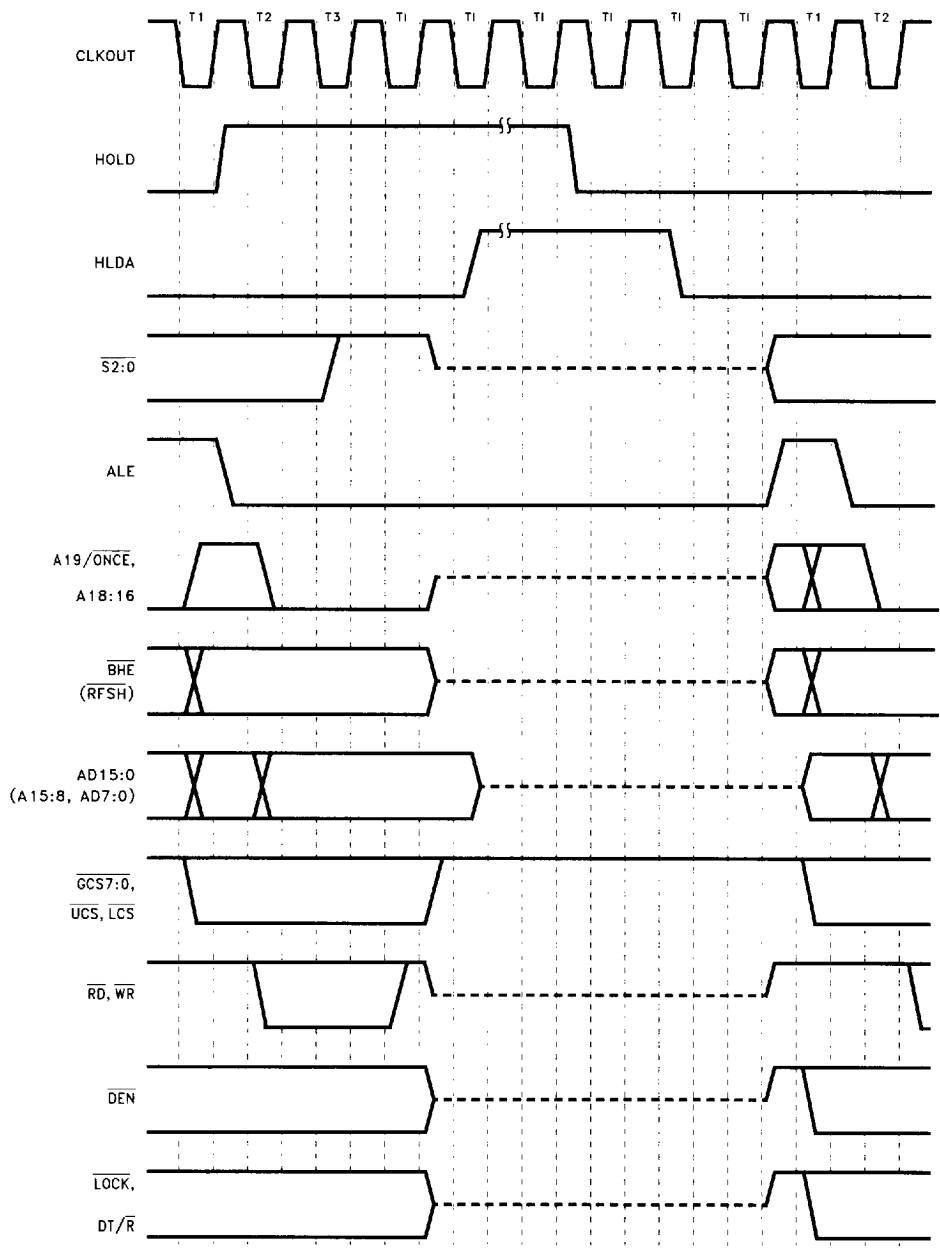 T1 T2 T3 TI TI TI TI TI TI T1 T2
CLKOUT
HOLD
HLDA
S2:0
ALE
A19/ONCE,
A18:16
BHE
(RFSH)
AD15:0
(A15:8, AD7:0)
GCS7:0,
UCS, LCS
RD, WR
DEN
LOCK,
DT/R